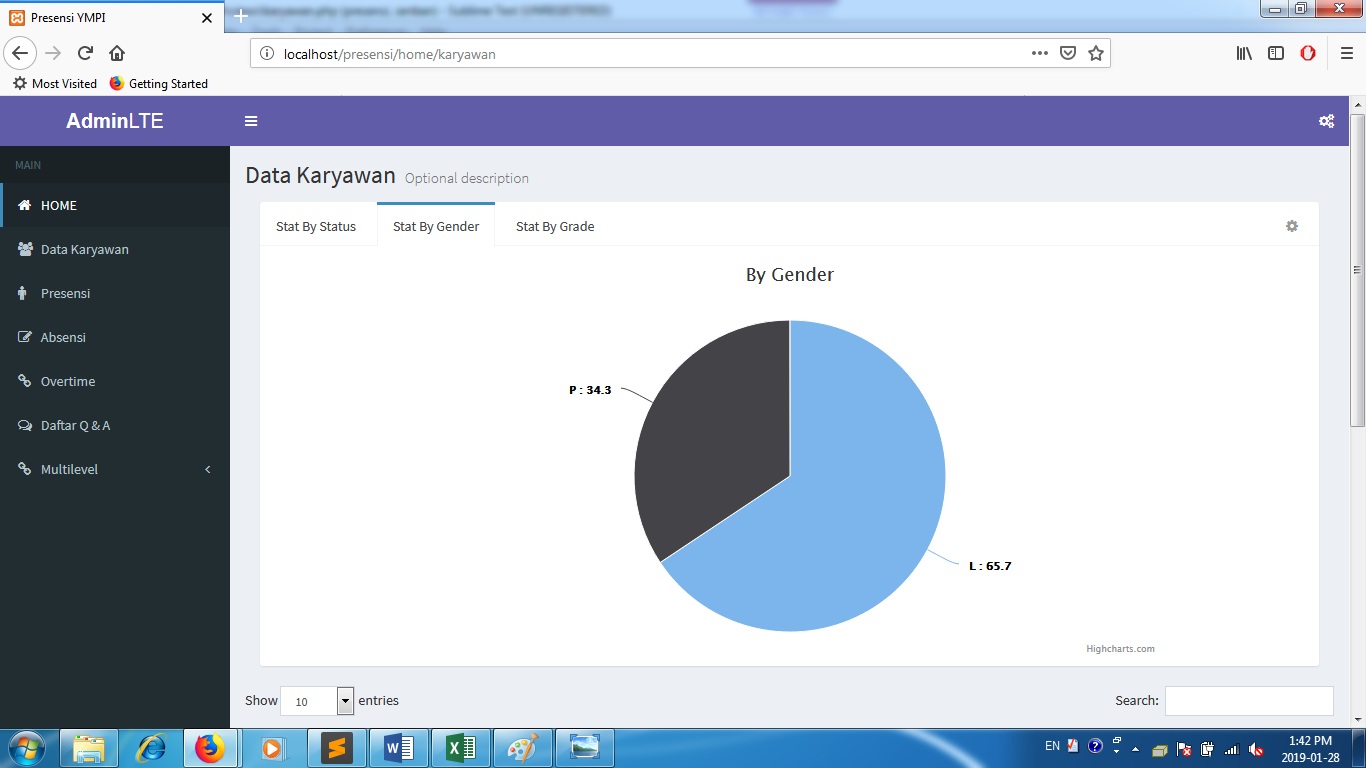 Presensi YMPI
localhost/presensi/home/karyawan
Most Visited Getting Started
AdminLTE
MAIN
HOME
Data Karyawan
Presensi
Absensi
Overtime
Daftar Q & A
Multilevel
Data Karyawan Optional description
Stat By Status Stat By Gender Stat By Grade
By Gender
P : 34.3
L : 65.7
Highcharts.com
Show 10 entries Search:
EN 1:42 PM
2019-01-28